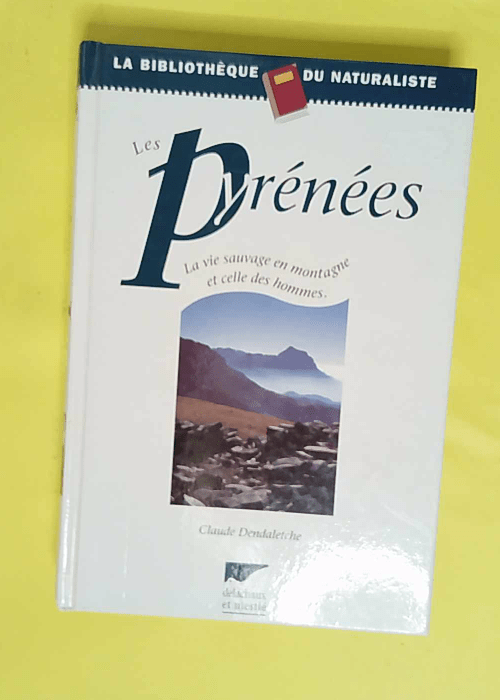 LA BIBLIOTHÈQUE DU NATURALISTE
Les
Pyrénées
La vie sauvage en montagne
et celle des hommes.
Claude Dendaletche
delachaux
et niestlé